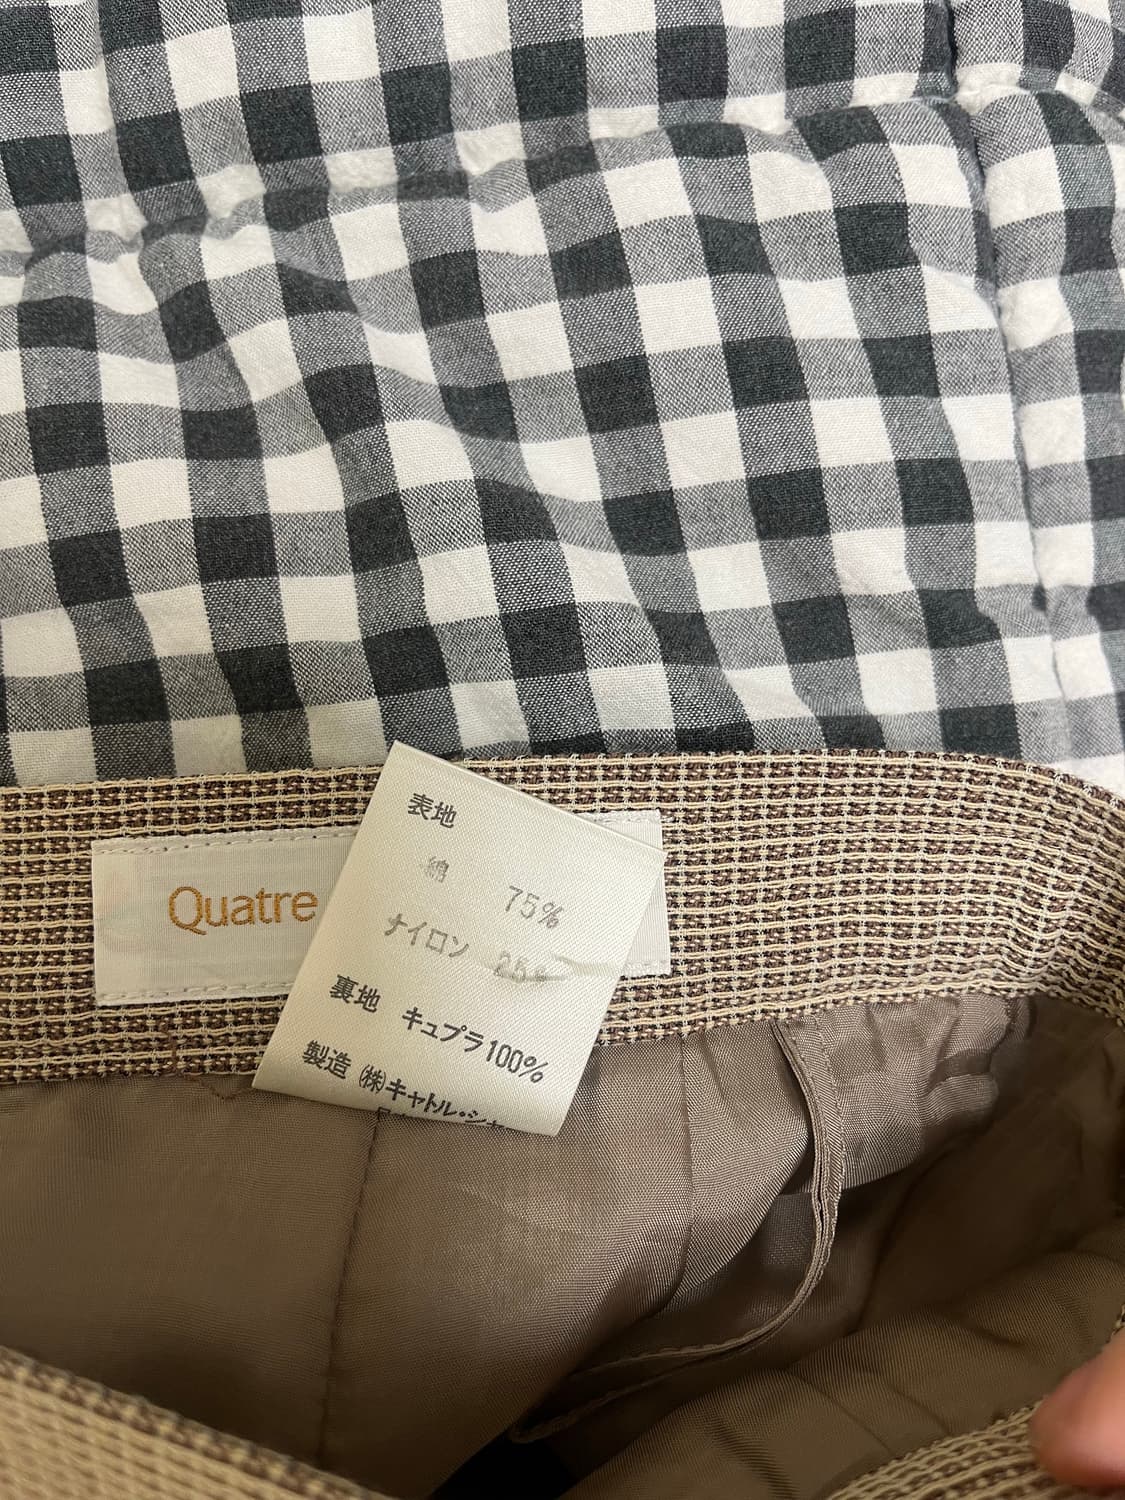 Quatre
表地
綿 75%
ナイロン 25%
裏地 キュプラ100%
製造 ㈱キャトル・シャ